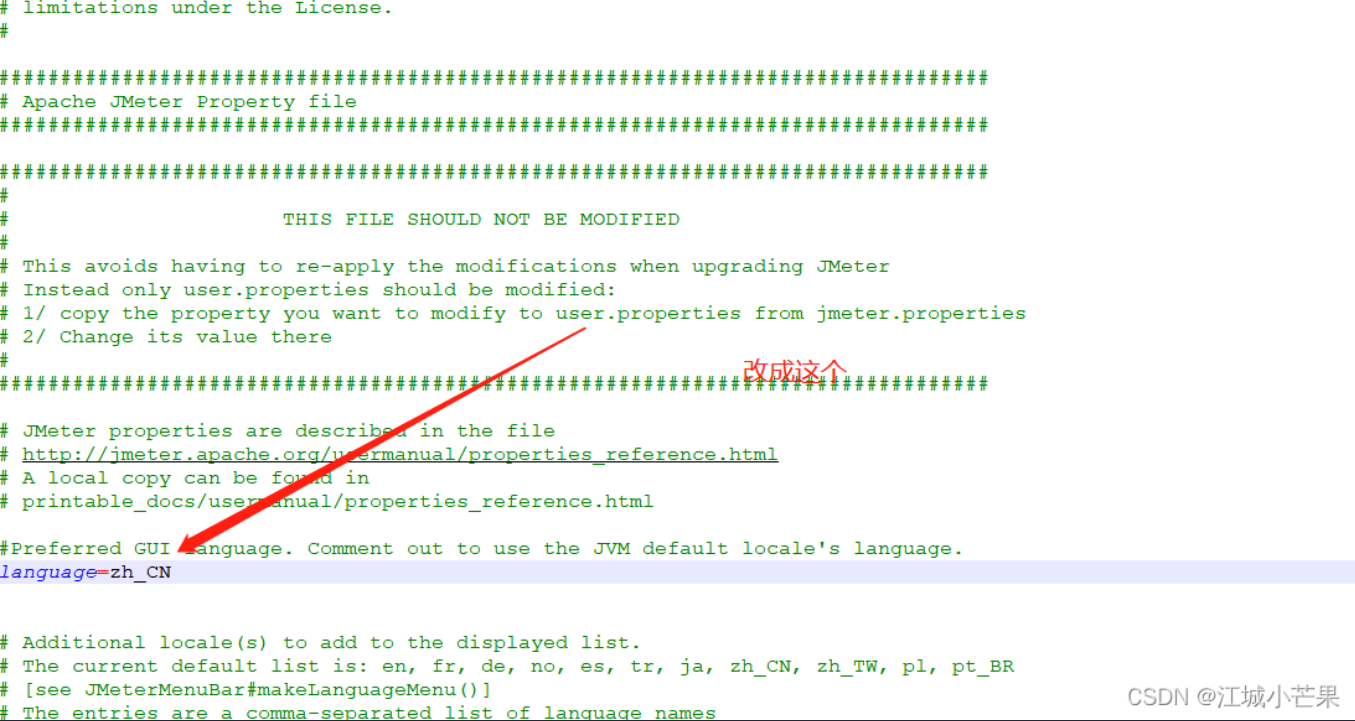 # limitations under the License.
#
################################################################################
# Apache JMeter Property file
################################################################################
################################################################################
#
# THIS FILE SHOULD NOT BE MODIFIED
#
# This avoids having to re-apply the modifications when upgrading JMeter
# Instead only user.properties should be modified:
# 1/ copy the property you want to modify to user.properties from jmeter.properties
# 2/ Change its value there
#
改成这个
################################################################################
# JMeter properties are described in the file
# http://jmeter.apache.org/usermanual/properties_reference.html
# A local copy can be found in
# printable_docs/usermanual/properties_reference.html
#Preferred GUI language. Comment out to use the JVM default locale's language.
language=zh_CN
# Additional locale(s) to add to the displayed list.
# The current default list is: en, fr, de, no, es, tr, ja, zh_CN, zh_TW, pl, pt_BR
# [see JMeterMenuBar#makeLanguageMenu()]
# The entries are a comma-separated list of language names
CSDN @江城小芒果